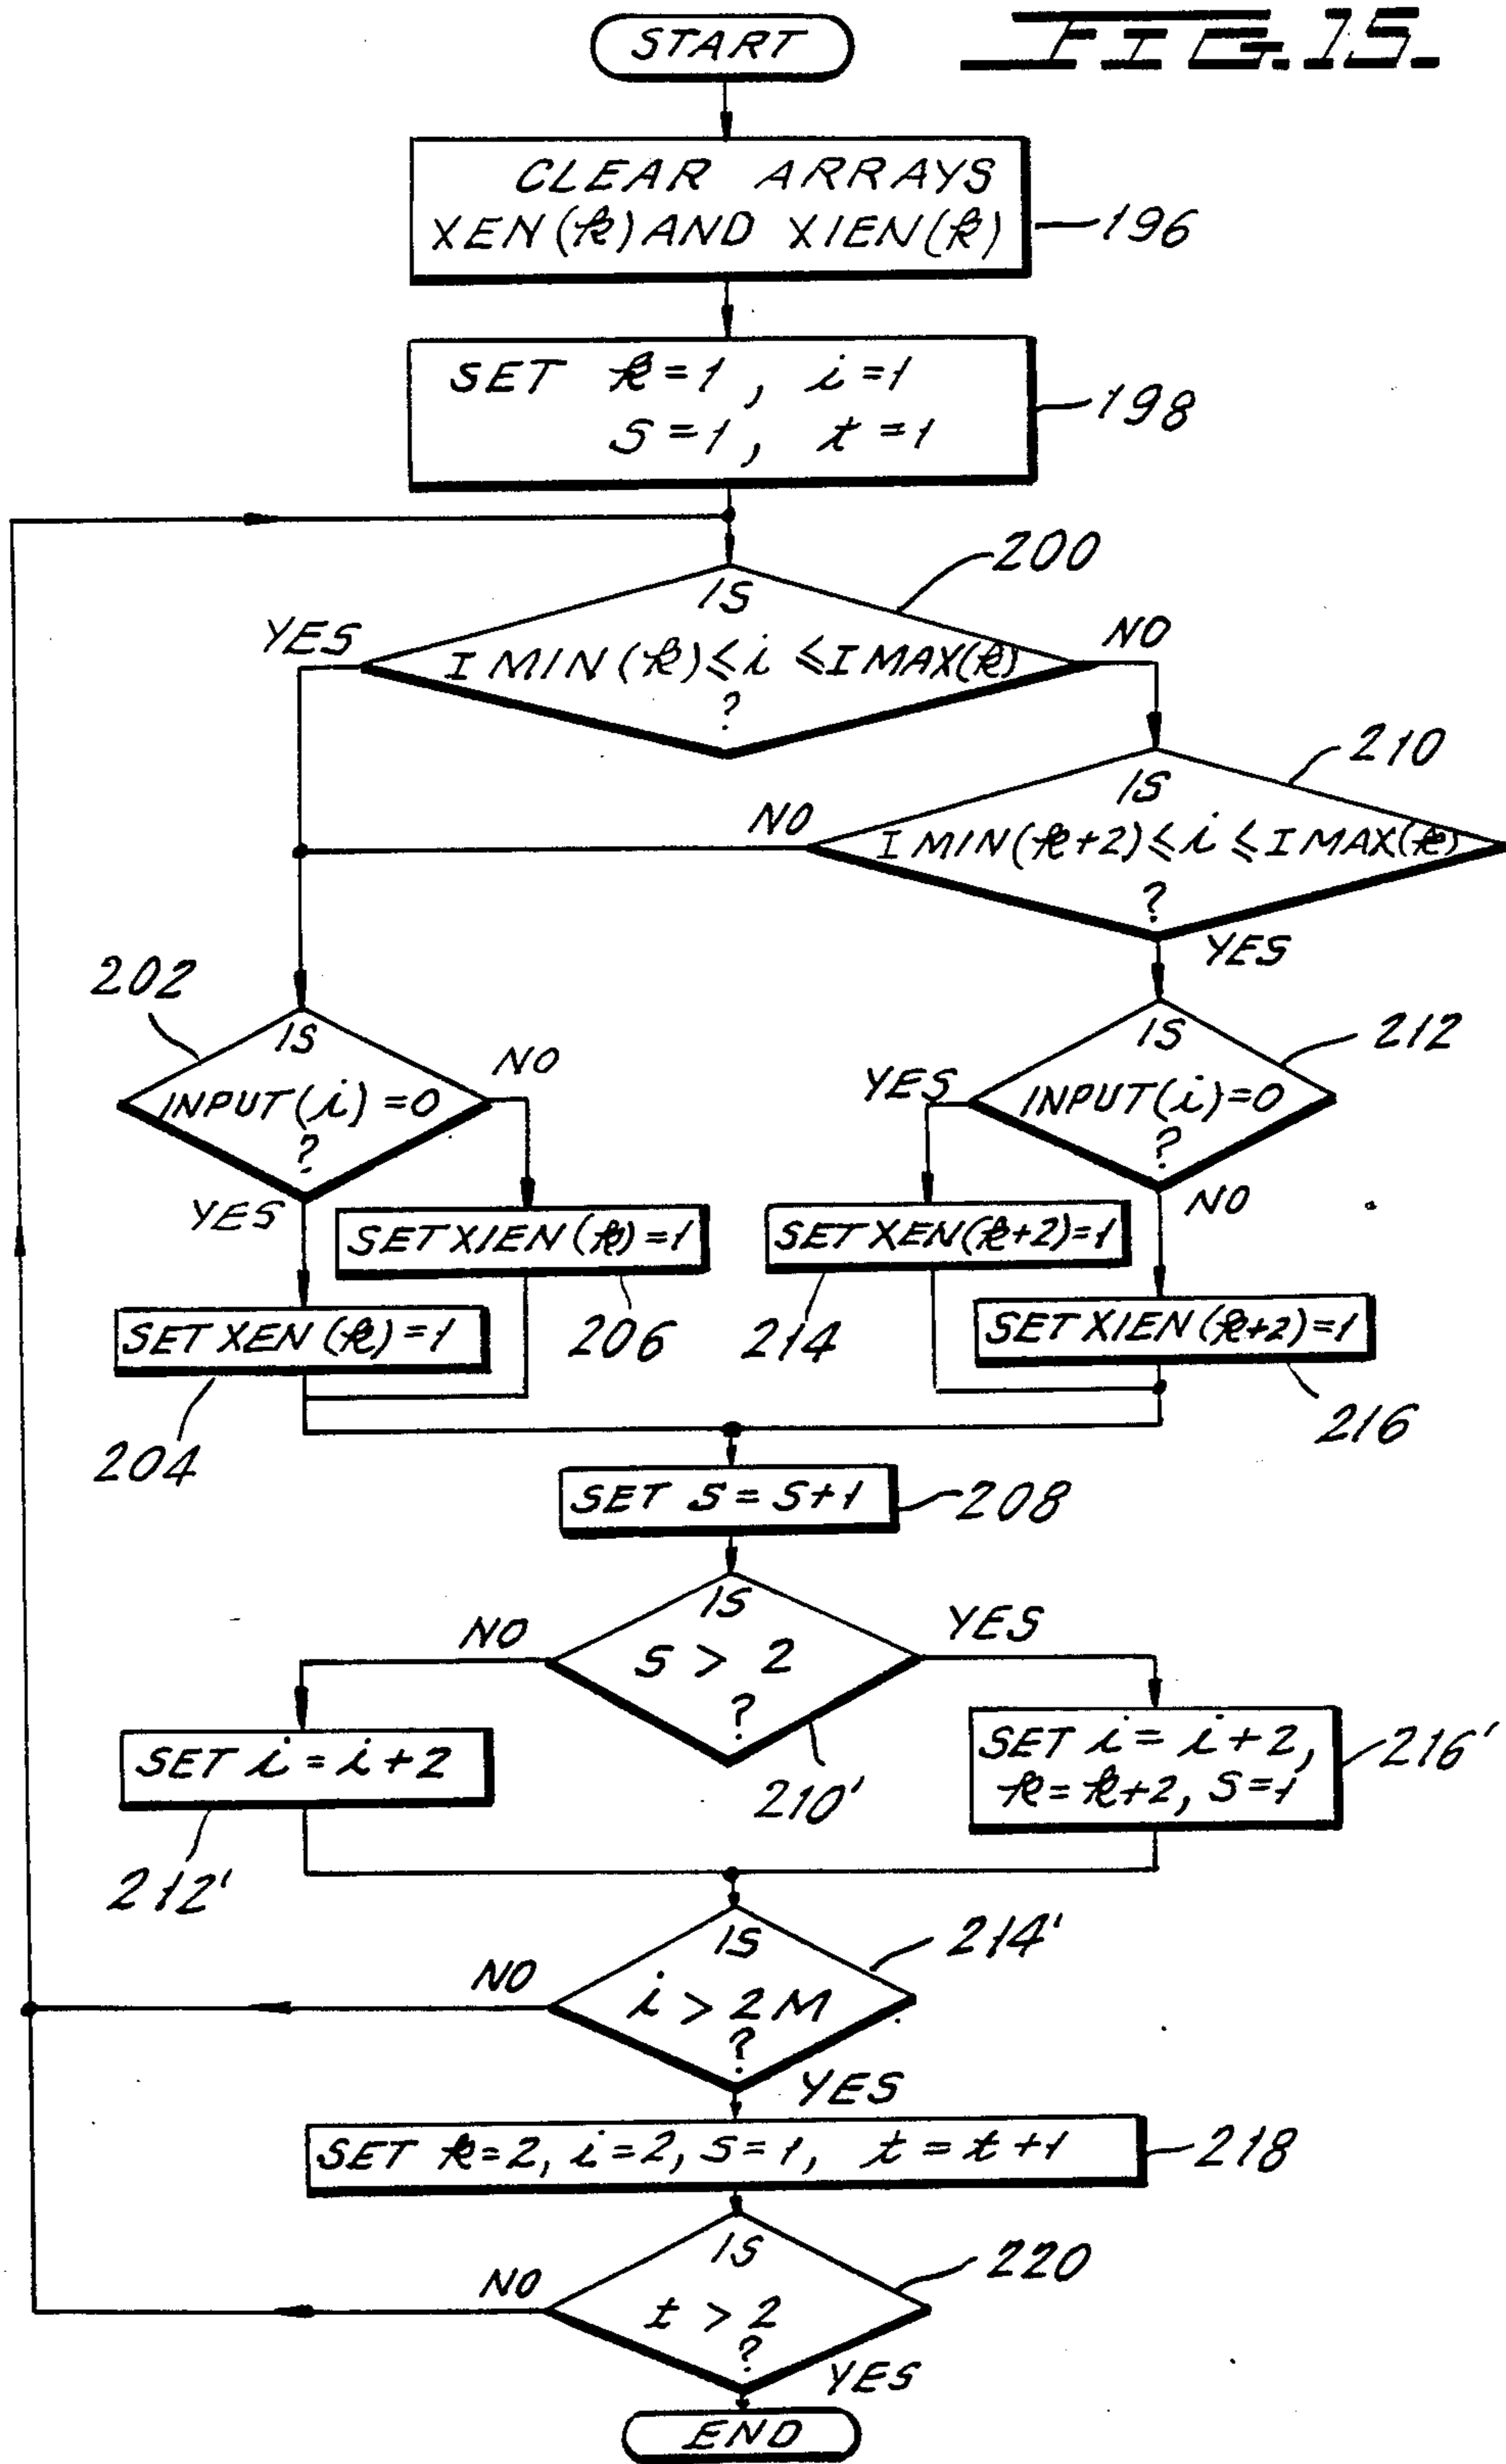 FIG. 15.
START
CLEAR ARRAYS
XEN(k) AND XIEN(k)
196
SET k=1, i=1
S=1, t=1
198
200
IS
I MIN(k)≤i≤I MAX(k)
?
YES
NO
210
IS
I MIN(k+2)≤i≤I MAX(k)
?
NO
YES
202
IS
INPUT(i)=0
?
NO
YES
212
IS
INPUT(i)=0
?
YES
NO
SET XIEN(k)=1
206
SET XEN(k+2)=1
214
SET XEN(k)=1
204
SET XIEN(k+2)=1
216
SET S=S+1
208
IS
S > 2
?
NO
YES
210'
SET i=i+2
212'
SET i=i+2,
k=k+2, S=1
216'
IS
i > 2M
?
214'
NO
YES
SET k=2, i=2, S=1, t=t+1
218
IS
t > 2
?
220
NO
YES
END